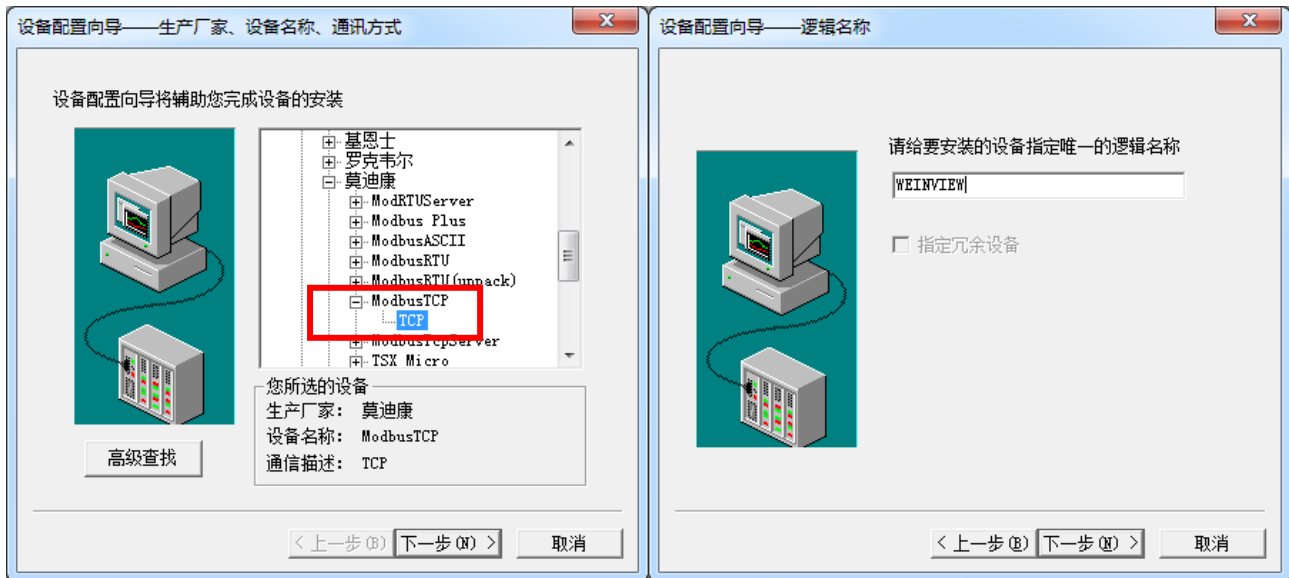 设备配置向导——生产厂家、设备名称、通讯方式
设备配置向导将辅助您完成设备的安装
基恩士
罗克韦尔
莫迪康
ModRTUServer
Modbus Plus
ModbusASCII
ModbusRTU
ModbusRTU(unpack)
ModbusTCP
TCP
ModbusTcpServer
TSX Micro
高级查找
您所选的设备
生产厂家： 莫迪康
设备名称： ModbusTCP
通信描述： TCP
< 上一步(B)
下一步(N) >
取消
设备配置向导——逻辑名称
请给要安装的设备指定唯一的逻辑名称
WEINVIEW
指定冗余设备
< 上一步(B)
下一步(N) >
取消